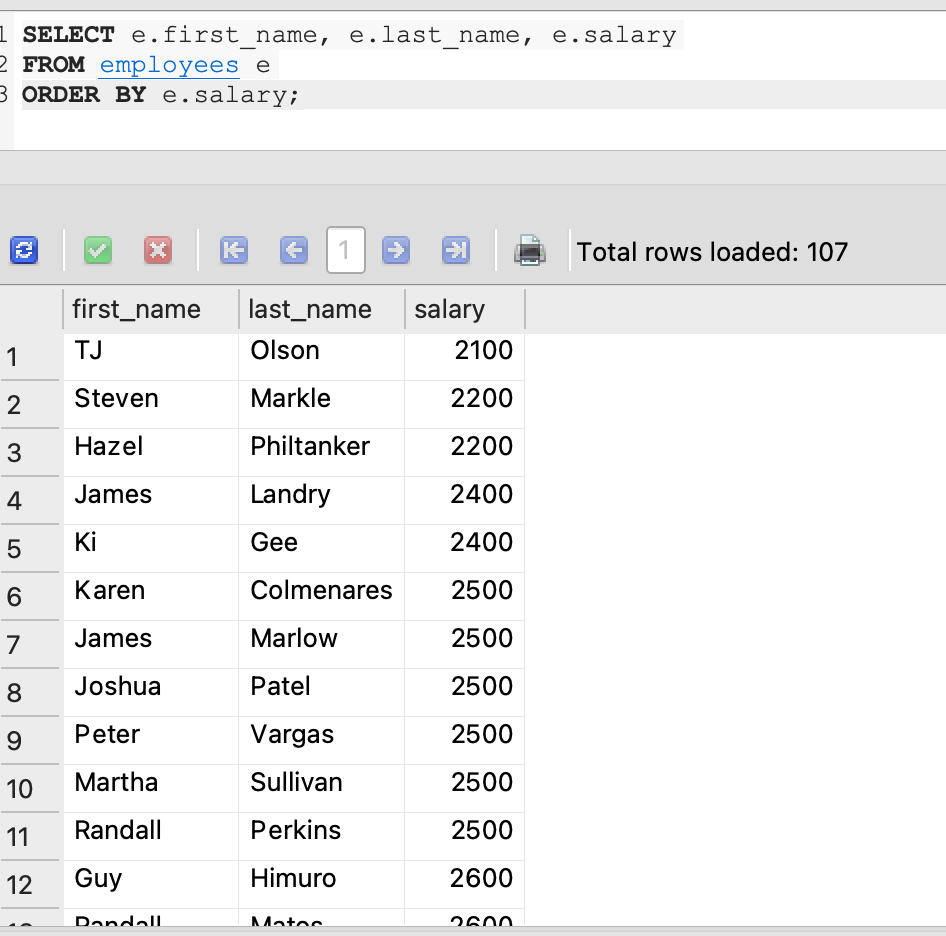 1 SELECT e.first_name, e.last_name, e.salary
2 FROM employees e
3 ORDER BY e.salary;
1 Total rows loaded: 107
first_name last_name salary
1 TJ Olson 2100
2 Steven Markle 2200
3 Hazel Philtanker 2200
4 James Landry 2400
5 Ki Gee 2400
6 Karen Colmenares 2500
7 James Marlow 2500
8 Joshua Patel 2500
9 Peter Vargas 2500
10 Martha Sullivan 2500
11 Randall Perkins 2500
12 Guy Himuro 2600
Randall Matos 2600